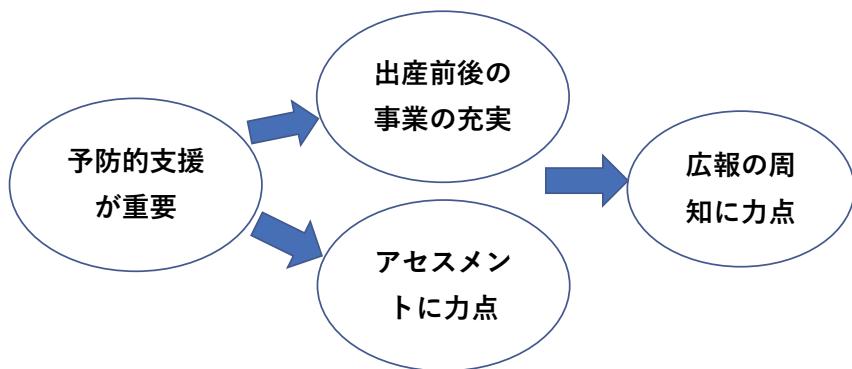 予防的支援
が重要
出産前後の
事業の充実
アセスメン
トに力点
広報の周
知に力点